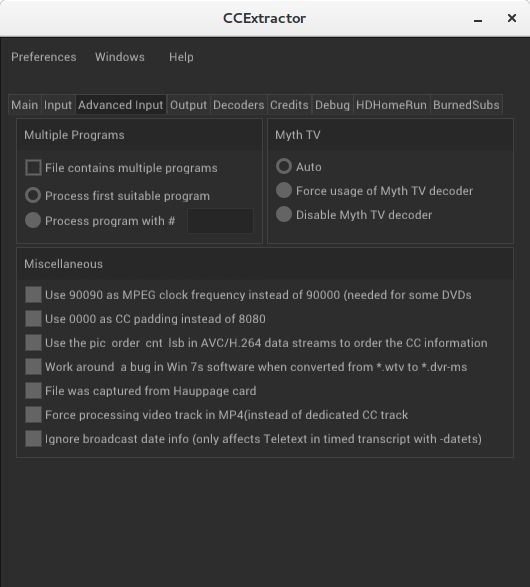 CCExtractor
Preferences Windows Help
Main Input Advanced Input Output Decoders Credits Debug HDHomeRun BurnedSubs
Multiple Programs
File contains multiple programs
Process first suitable program
Process program with #
Myth TV
Auto
Force usage of Myth TV decoder
Disable Myth TV decoder
Miscellaneous
Use 90090 as MPEG clock frequency instead of 90000 (needed for some DVDs
Use 0000 as CC padding instead of 8080
Use the pic order cnt lsb in AVC/H.264 data streams to order the CC information
Work around a bug in Win 7s software when converted from *.wtv to *.dvr-ms
File was captured from Hauppage card
Force processing video track in MP4(instead of dedicated CC track
Ignore broadcast date info (only affects Teletext in timed transcript with -datets)